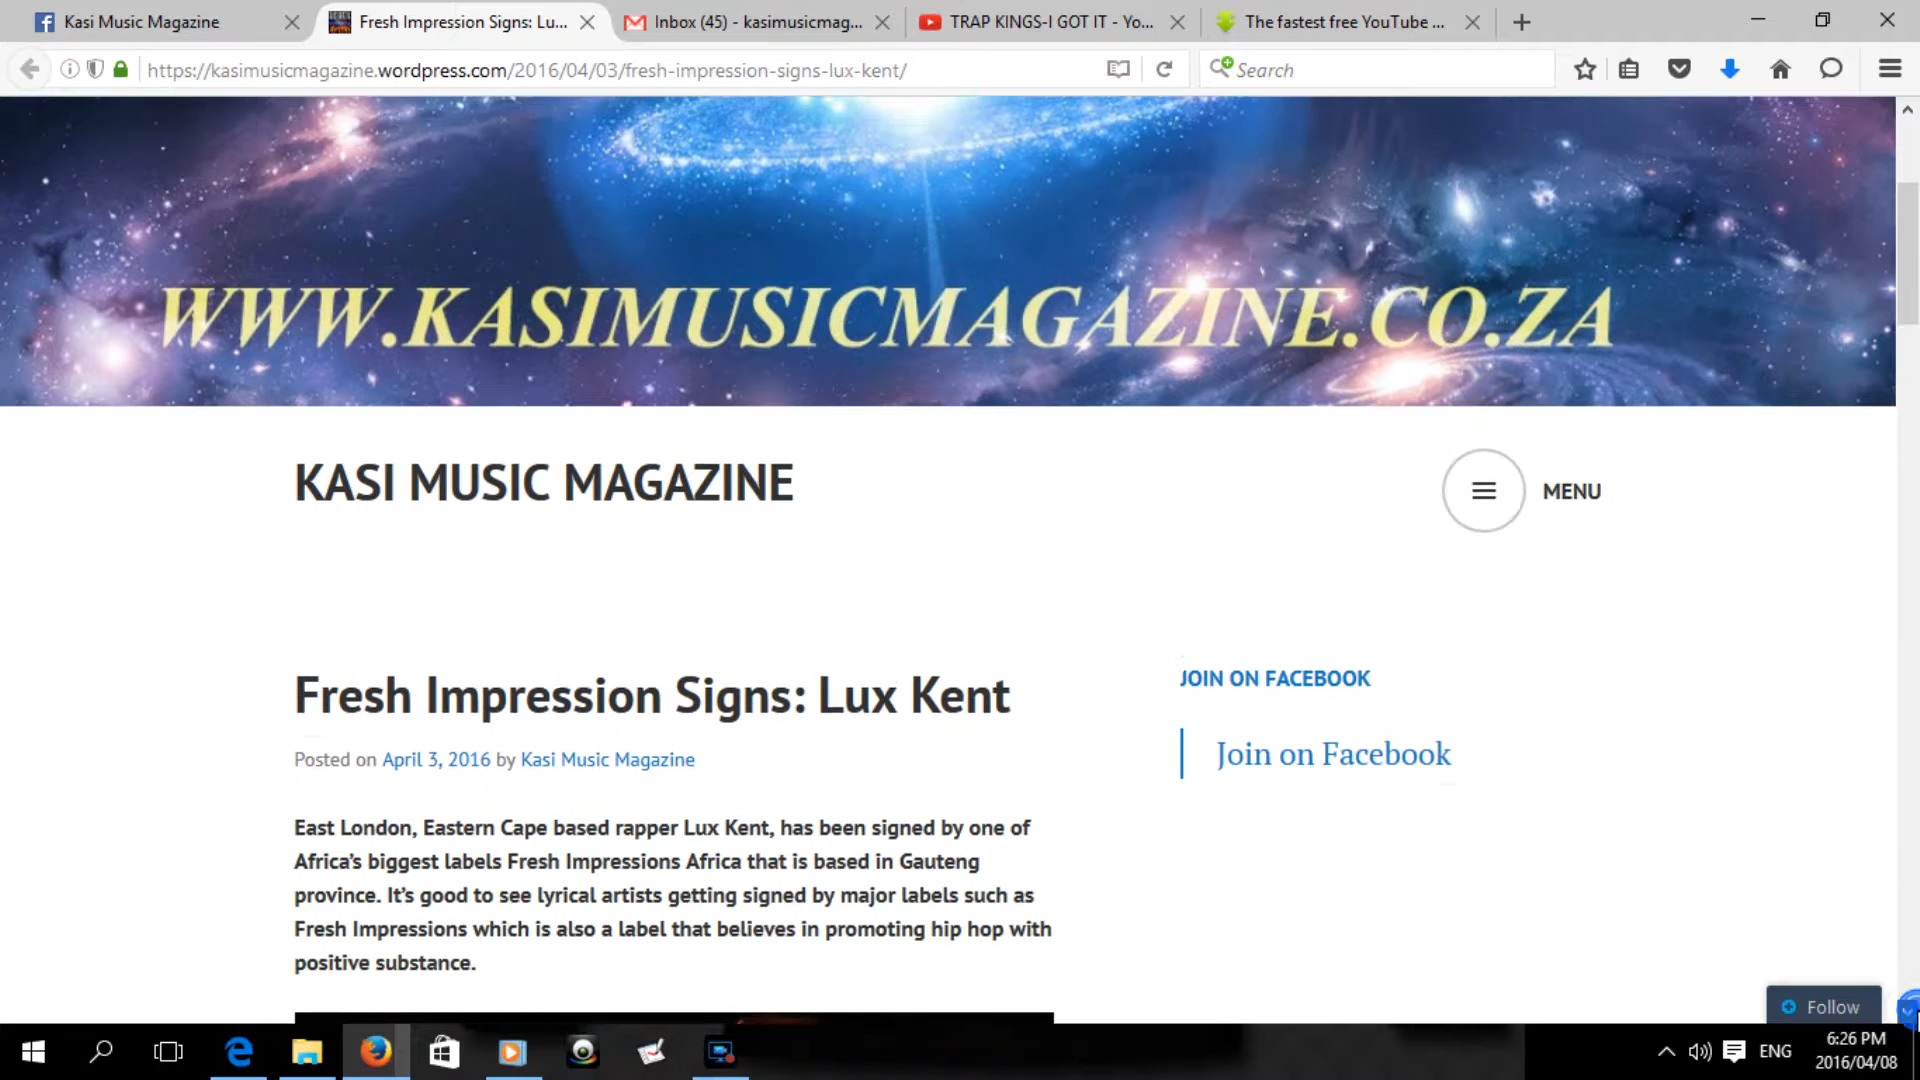 Kasi Music Magazine
Fresh Impression Signs: Lu...
Inbox (45) - kasimusicmag...
TRAP KINGS-I GOT IT - Yo...
The fastest free YouTube ...
https://kasimusicmagazine.wordpress.com/2016/04/03/fresh-impression-signs-lux-kent/
Search
WWW.KASIMUSICMAGAZINE.CO.ZA
KASI MUSIC MAGAZINE
MENU
Fresh Impression Signs: Lux Kent
Posted on April 3, 2016 by Kasi Music Magazine
East London, Eastern Cape based rapper Lux Kent, has been signed by one of
Africa's biggest labels Fresh Impressions Africa that is based in Gauteng
province. It's good to see lyrical artists getting signed by major labels such as
Fresh Impressions which is also a label that believes in promoting hip hop with
positive substance.
JOIN ON FACEBOOK
Join on Facebook
Follow
ENG
6:26 PM
2016/04/08